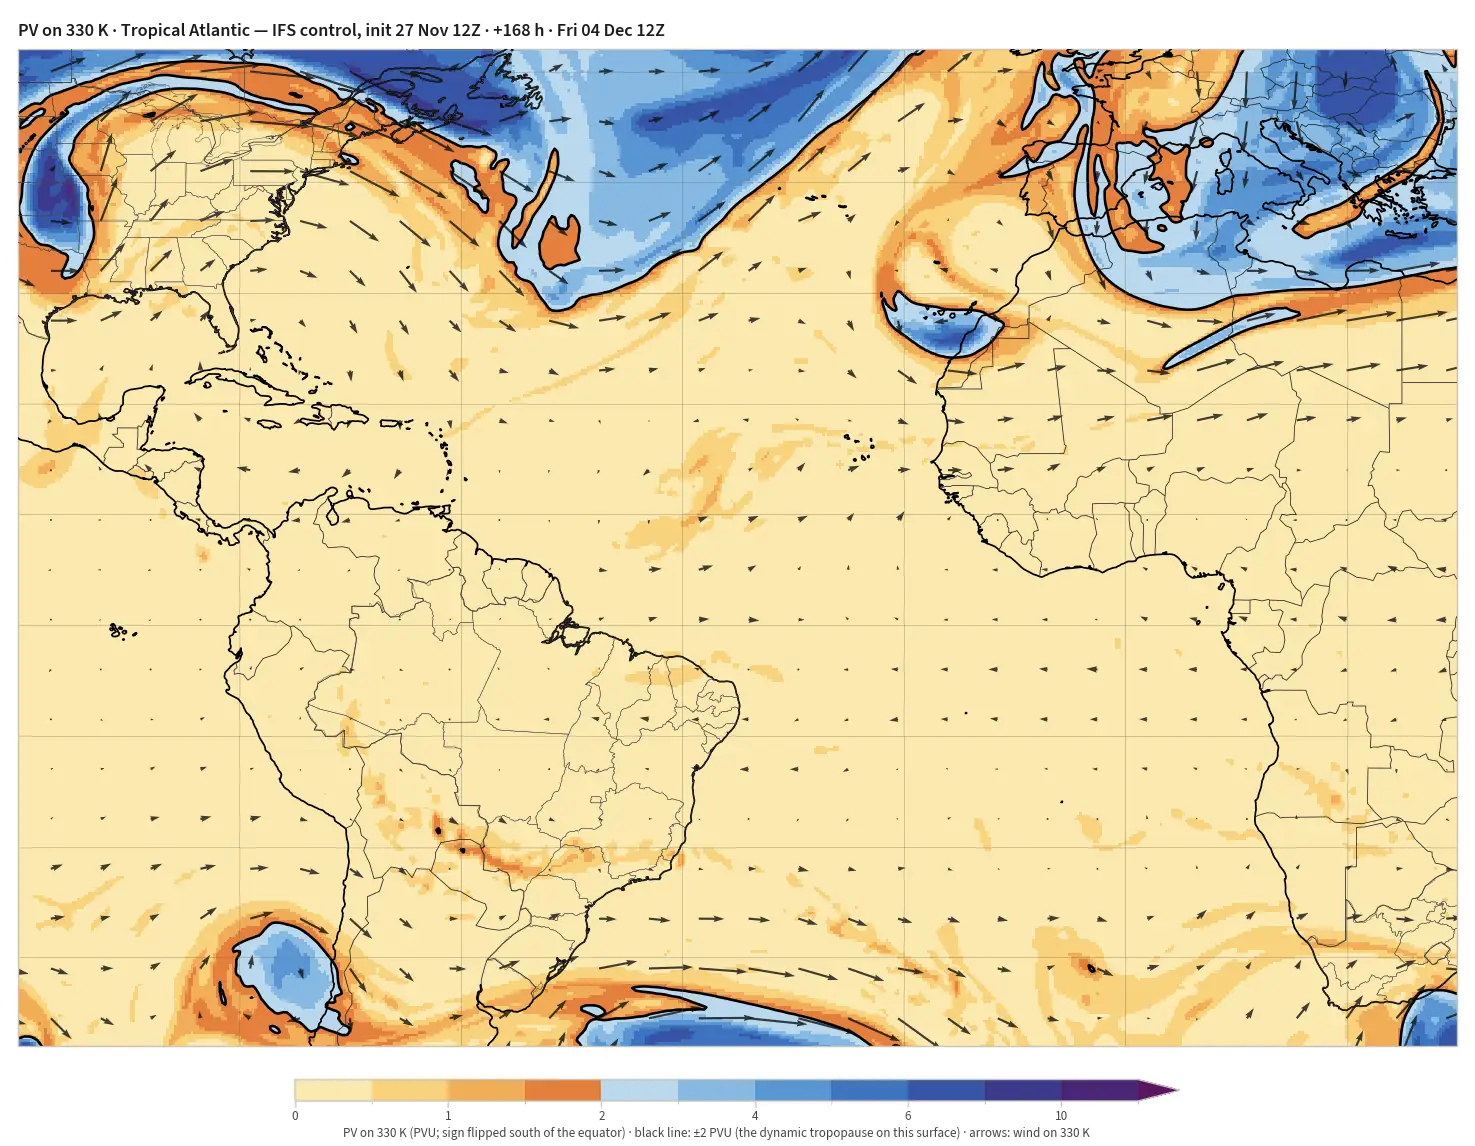 PV on 330 K · Tropical Atlantic — IFS control, init 27 Nov 12Z · +168 h · Fri 04 Dec 12Z
0 1 2 4 6 10
PV on 330 K (PVU; sign flipped south of the equator) · black line: ±2 PVU (the dynamic tropopause on this surface) · arrows: wind on 330 K